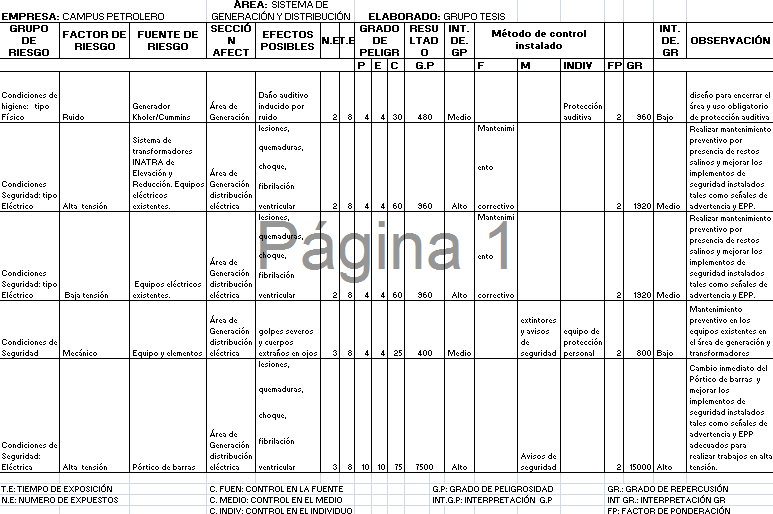 ÁREA: SISTEMA DE
EMPRESA: CAMPUS PETROLERO GENERACIÓN Y DISTRIBUCIÓN ELABORADO: GRUPO TESIS
GRUPO DE RIESGO
FACTOR DE RIESGO
FUENTE DE RIESGO
SECCIÓ
N
AFECT
EFECTOS POSIBLES
N.E T.E
GRADO DE PELIGR
P E C
RESUL
TAD
O
G.P
INT. DE. GP
Método de control instalado
F M INDIV
FP GR
INT. DE. GR
OBSERVACIÓN
Condiciones de
higiene: tipo
Físico
Ruido
Generador
Kholer/Cummins
Área de
Generación
Daño auditivo
inducido por
ruido
2 8 4 4 30 480 Medio
Protección
auditiva
2 960 Bajo
diseño para encerrar el
área y uso obligatorio
de protección auditiva
Condiciones
Seguridad: tipo
Eléctrico
Alta tensión
Sistema de
transformadores
INATRA de
Elevación y
Reducción. Equipos
eléctricos
existentes.
Área de
Generación
distribución
eléctrica
lesiones,
quemaduras,
choque,
fibrilación
ventricular
2 8 4 4 60 960 Alto
Mantenimi
ento
correctivo
2 1920 Medio
Realizar mantenimiento
preventivo por
presencia de restos
salinos y mejorar los
implementos de
seguridad instalados
tales como señales de
advertencia y EPP.
Condiciones
Seguridad: tipo
Eléctrico
Baja tensión
Equipos eléctricos
existentes.
Área de
Generación
distribución
eléctrica
lesiones,
quemaduras,
choque,
fibrilación
ventricular
2 8 4 4 60 960 Alto
Mantenimi
ento
correctivo
2 1920 Medio
Realizar mantenimiento
preventivo por
presencia de restos
salinos y mejorar los
implementos de
seguridad instalados
tales como señales de
advertencia y EPP.
Página 1
Condiciones de
Seguridad
Mecánico
Equipo y elementos
Área de
Generación
distribución
eléctrica
golpes severos
y cuerpos
extraños en ojos
3 8 4 4 25 400 Medio
extintores
y avisos
de
seguridad
equipo de
protección
personal
2 800 Bajo
Mantenimiento
preventivo en los
equipos existentes en
el área de generación y
transformadores
Condiciones de
Seguridad:
Eléctrico
Alta tensión
Pórtico de barras
Área de
Generación
distribución
eléctrica
lesiones,
quemaduras,
choque,
fibrilación
ventricular
3 8 10 10 75 7500 Alto
Avisos de
seguridad
2 15000 Alto
Cambio inmediato del
Pórtico de barras y
mejorar los
implementos de
seguridad instalados
tales como señales de
advertencia y EPP
adecuados para
realizar trabajos en alta
tensión.
T.E: TIEMPO DE EXPOSICIÓN C. FUEN: CONTROL EN LA FUENTE G.P: GRADO DE PELIGROSIDAD GR.: GRADO DE REPERCUSIÓN
N.E: NUMERO DE EXPUESTOS C. MEDIO: CONTROL EN EL MEDIO INT.G.P: INTERPRETACIÓN G.P INT GR.: INTERPRETACIÓN GR
C. INDIV: CONTROL EN EL INDIVIDUO FP: FACTOR DE PONDERACIÓN